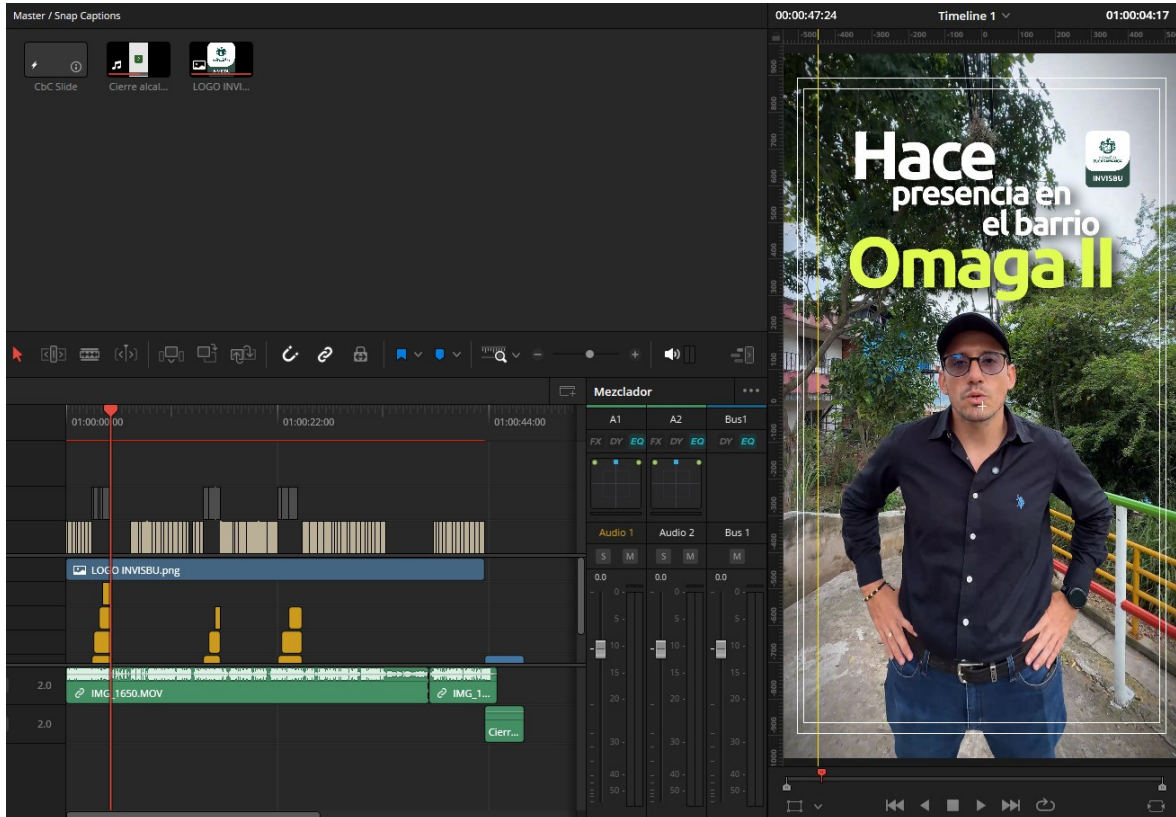 Master / Snap Captions
00:00:47:24
Timeline 1
01:00:04:17
CbC Slide
Cierre alcal...
LOGO INVI...
Hace
presencia en
el barrio
Omaga II
INVISBU
Mezclador
01:00:00:00
01:00:22:00
01:00:44:00
A1 A2 Bus1
FX DY EQ FX DY EQ DY EQ
Audio 1 Audio 2 Bus 1
S M S M M
0.0 0.0 0.0
LOGO INVISBU.png
2.0
IMG_1650.MOV
IMG_1...
2.0
Cierr...